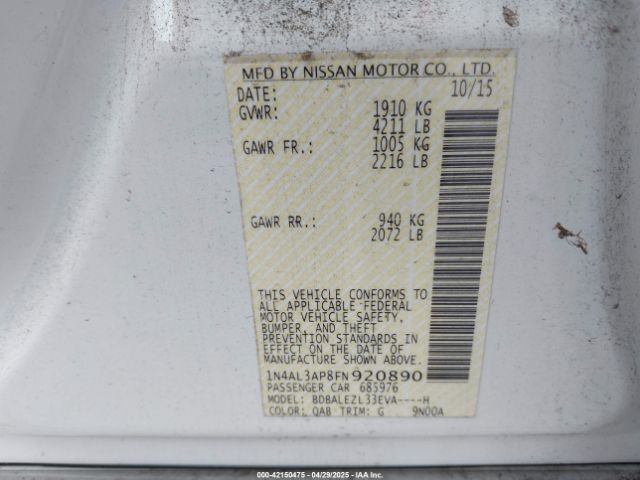 MFD BY NISSAN MOTOR CO., LTD.
DATE: 10/15
GVWR: 1910 KG
4211 LB
GAWR FR.: 1005 KG
2216 LB
GAWR RR.: 940 KG
2072 LB
THIS VEHICLE CONFORMS TO
ALL APPLICABLE FEDERAL
MOTOR VEHICLE SAFETY,
BUMPER, AND THEFT
PREVENTION STANDARDS IN
EFFECT ON THE DATE OF
MANUFACTURE SHOWN ABOVE.
1N4AL3AP8FN920890
PASSENGER CAR 685976
MODEL: BDBALEZL33EVA----H
COLOR: QAB TRIM: G 9N00A
000-42150475 - 04/29/2025 - IAA Inc.